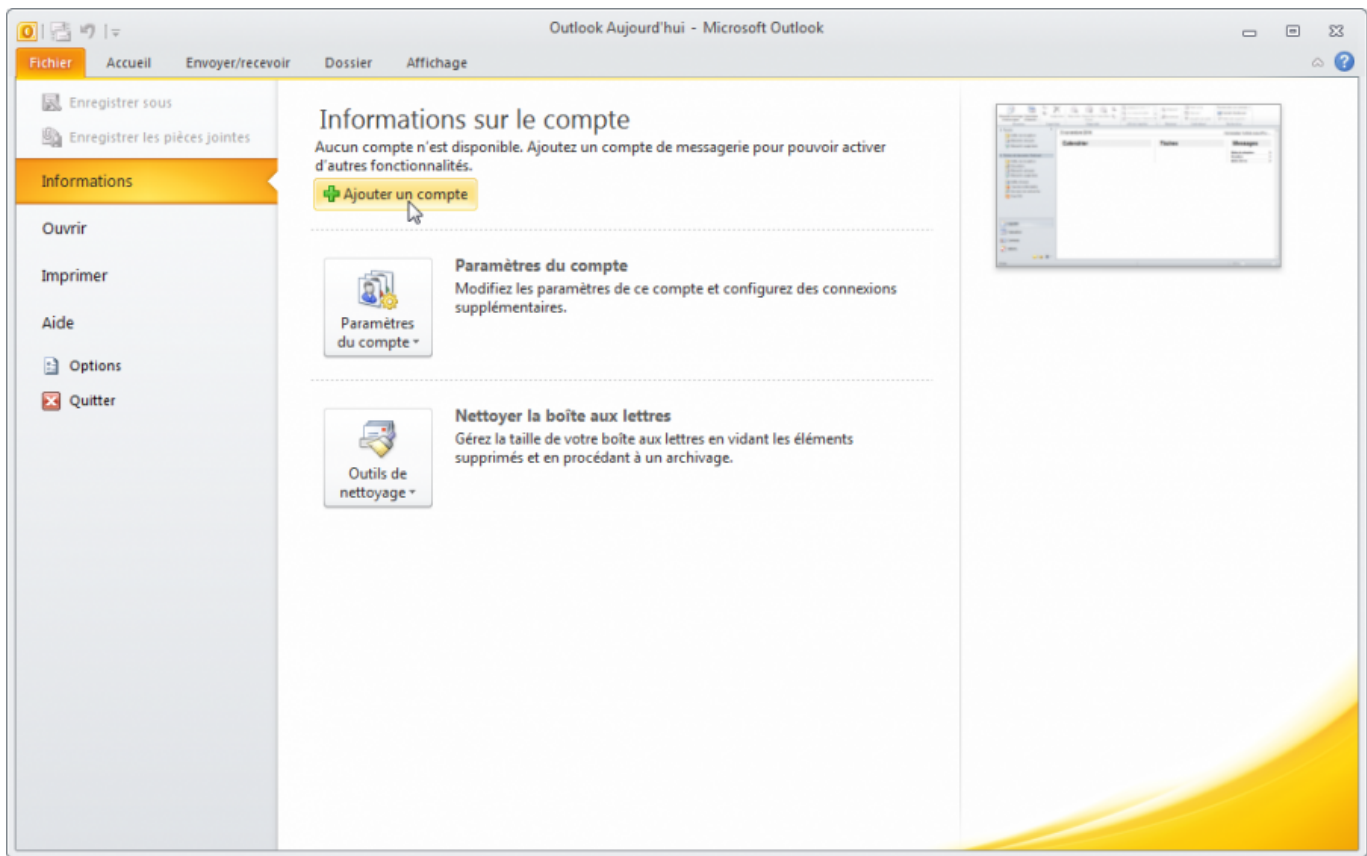 Outlook Aujourd'hui - Microsoft Outlook
Fichier Accueil Envoyer/recevoir Dossier Affichage
Enregistrer sous
Enregistrer les pièces jointes
Informations
Ouvrir
Imprimer
Aide
Options
Quitter
Informations sur le compte
Aucun compte n'est disponible. Ajoutez un compte de messagerie pour pouvoir activer
d'autres fonctionnalités.
Ajouter un compte
Paramètres
du compte
Paramètres du compte
Modifiez les paramètres de ce compte et configurez des connexions
supplémentaires.
Outils de
nettoyage
Nettoyer la boîte aux lettres
Gérez la taille de votre boîte aux lettres en vidant les éléments
supprimés et en procédant à un archivage.
Calendrier Tâches Messages